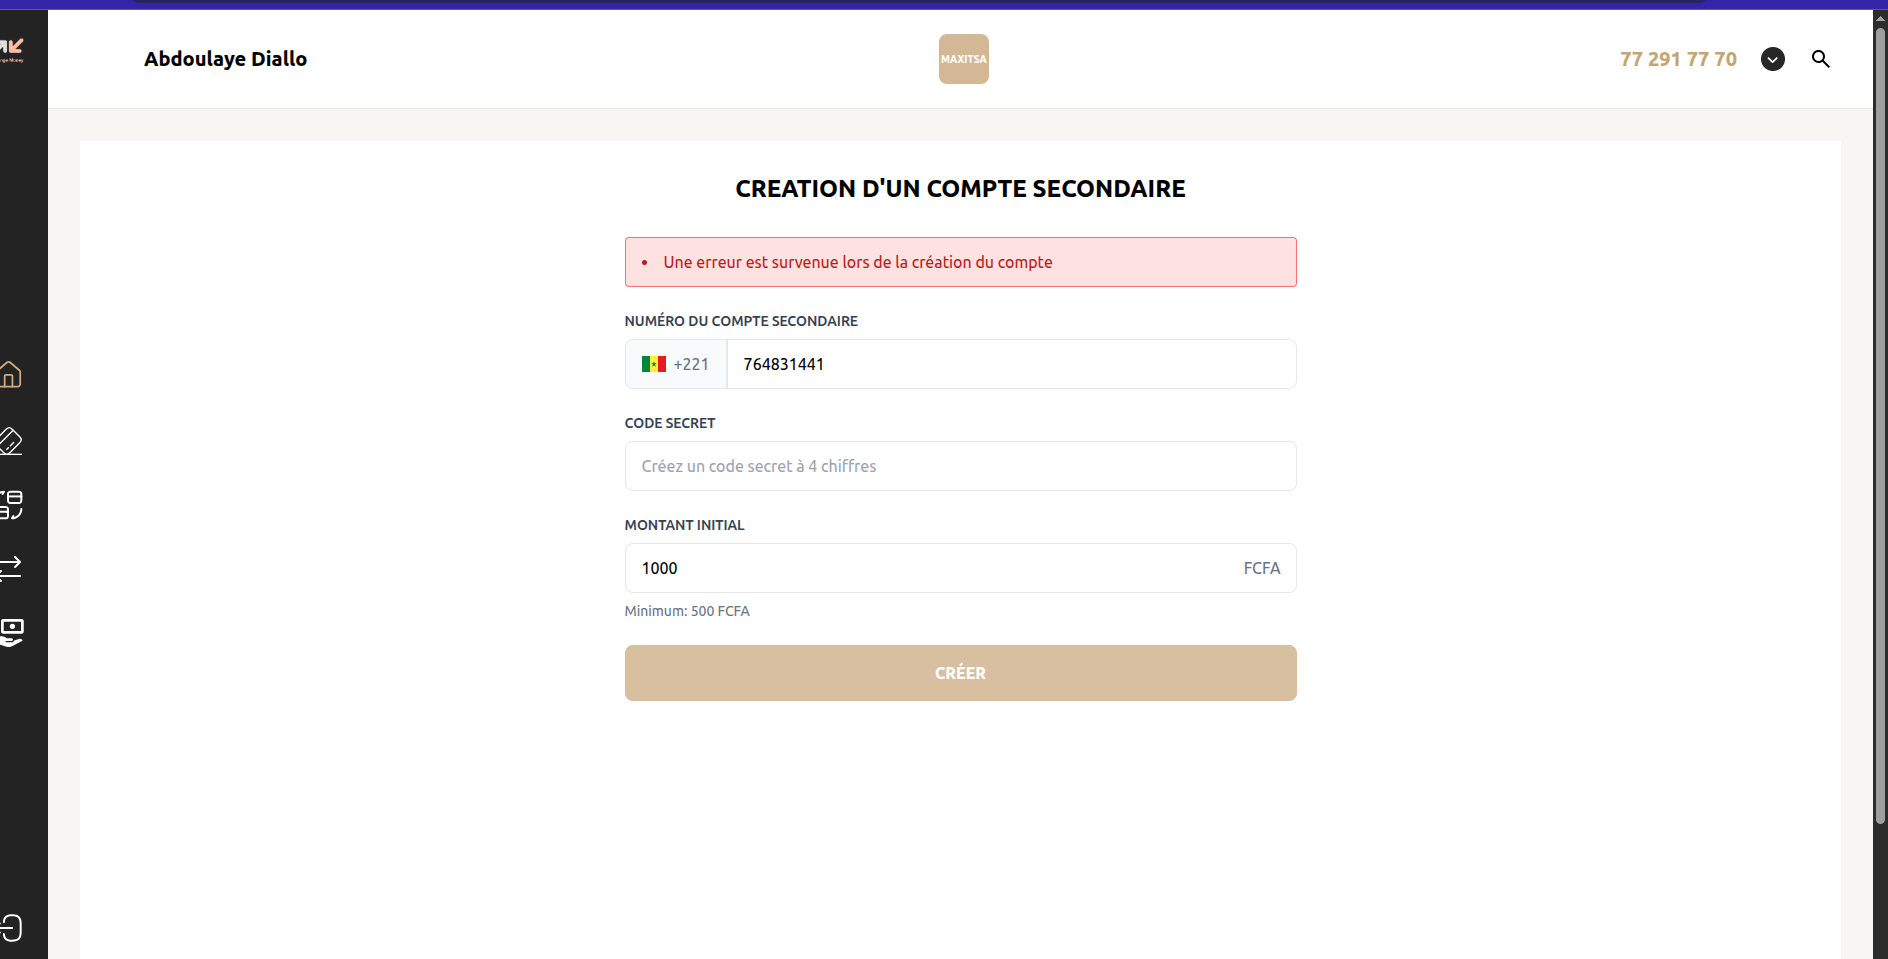 Abdoulaye Diallo
MAXITSA
77 291 77 70
CREATION D'UN COMPTE SECONDAIRE
Une erreur est survenue lors de la création du compte
NUMÉRO DU COMPTE SECONDAIRE
+221
764831441
CODE SECRET
Créez un code secret à 4 chiffres
MONTANT INITIAL
1000
FCFA
Minimum: 500 FCFA
CRÉER